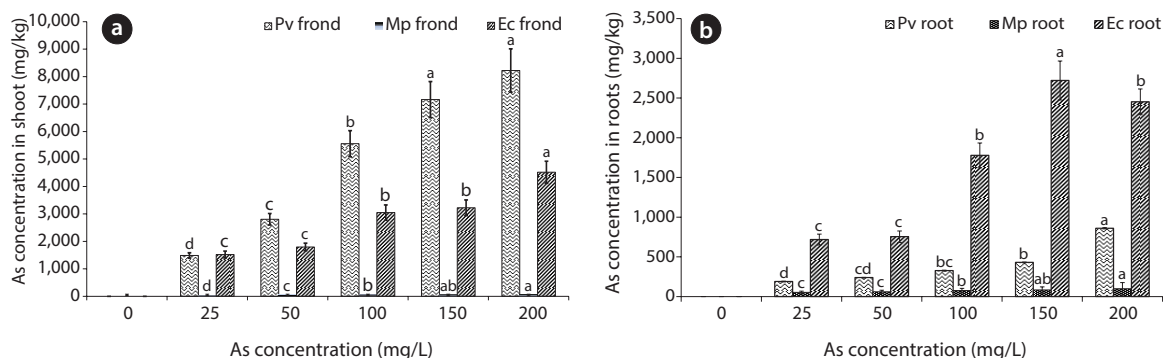 a
Pv frond Mp frond Ec frond
As concentration in shoot (mg/kg)
10,000
9,000
8,000
7,000
6,000
5,000
4,000
3,000
2,000
1,000
0
d d c
c c c
b b b
a ab b
a a a
0 25 50 100 150 200
As concentration (mg/L)
b
Pv root Mp root Ec root
As concentration in roots (mg/kg)
3,500
3,000
2,500
2,000
1,500
1,000
500
0
d c c
cd c c
bc b b
b ab a
a a b
0 25 50 100 150 200
As concentration (mg/L)